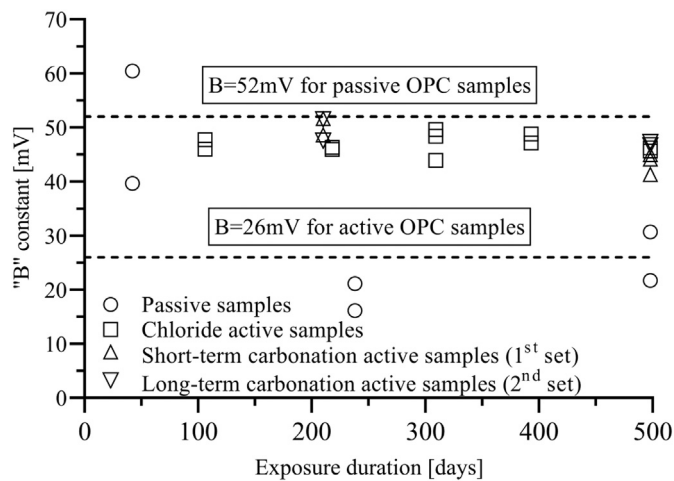 70
60
50
40
30
20
10
0
"B" constant [mV]
B=52mV for passive OPC samples
B=26mV for active OPC samples
Passive samples
Chloride active samples
Short-term carbonation active samples (1st set)
Long-term carbonation active samples (2nd set)
0 100 200 300 400 500
Exposure duration [days]